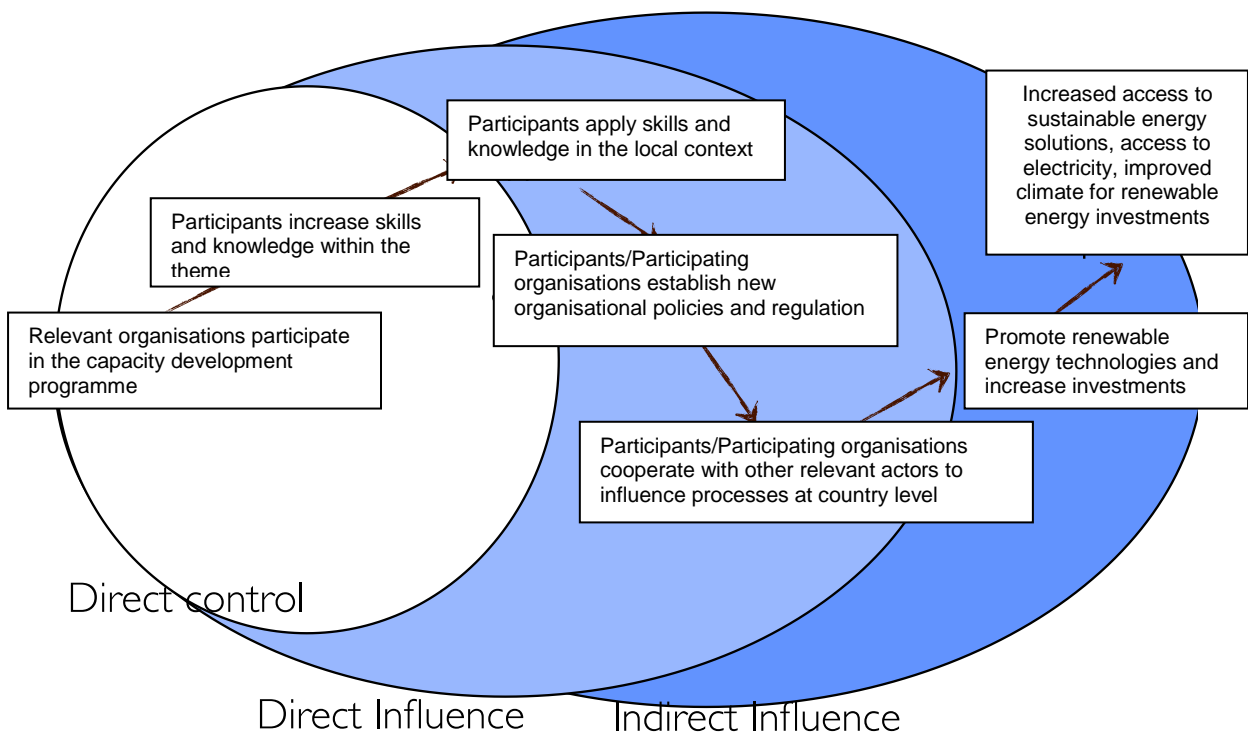 Relevant organisations participate
in the capacity development
programme
Participants increase skills
and knowledge within the
theme
Participants apply skills and
knowledge in the local context
Participants/Participating
organisations establish new
organisational policies and regulation
Participants/Participating organisations
cooperate with other relevant actors to
influence processes at country level
Promote renewable
energy technologies and
increase investments
Increased access to
sustainable energy
solutions, access to
electricity, improved
climate for renewable
energy investments
Direct control
Direct Influence
Indirect Influence